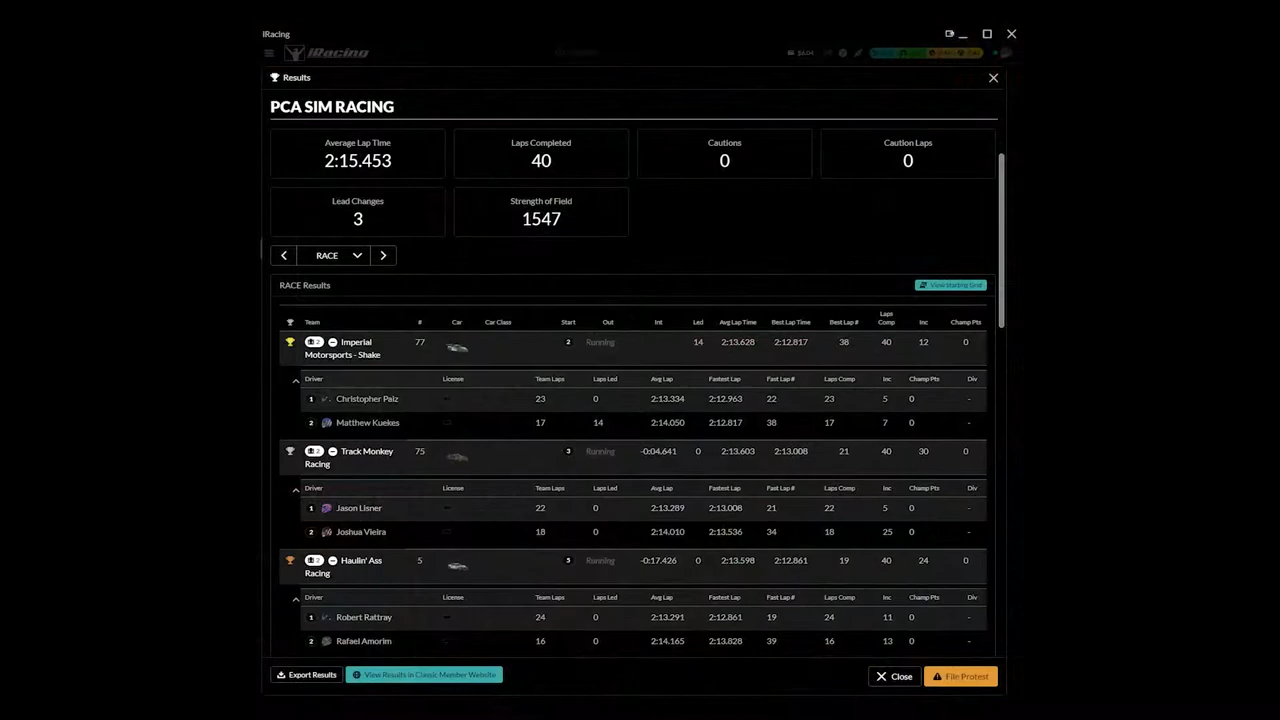 iRacing
iRacing
Results
PCA SIM RACING
Average Lap Time Laps Completed Cautions Caution Laps
2:15.453 40 0 0
Lead Changes Strength of Field
3 1547
RACE
RACE Results View Starting Grid
Team # Car Car Class Start Out Int Led Avg Lap Time Best Lap Time Best Lap # Laps Comp Inc Champ Pts
2 Imperial Motorsports - Shake 77 2 Running 14 2:13.628 2:12.817 38 40 12 0
Driver License Team Laps Laps Led Avg Lap Fastest Lap Fast Lap # Laps Comp Inc Champ Pts Div
1 Christopher Paiz 23 0 2:13.334 2:12.963 22 23 5 0 -
2 Matthew Kuekes 17 14 2:14.050 2:12.817 38 17 7 0 -
2 Track Monkey Racing 75 3 Running -0:04.641 0 2:13.603 2:13.008 21 40 30 0
Driver License Team Laps Laps Led Avg Lap Fastest Lap Fast Lap # Laps Comp Inc Champ Pts Div
1 Jason Lisner 22 0 2:13.289 2:13.008 21 22 5 0 -
2 Joshua Vieira 18 0 2:14.010 2:13.536 34 18 25 0 -
2 Haulin' Ass Racing 5 5 Running -0:17.426 0 2:13.598 2:12.861 19 40 24 0
Driver License Team Laps Laps Led Avg Lap Fastest Lap Fast Lap # Laps Comp Inc Champ Pts Div
1 Robert Rattray 24 0 2:13.291 2:12.861 19 24 11 0 -
2 Rafael Amorim 16 0 2:14.165 2:13.828 39 16 13 0 -
Export Results View Results in Classic Member Website Close File Protest